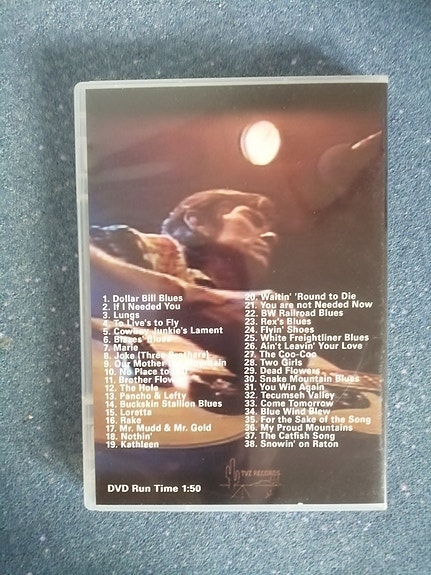 1. Dollar Bill Blues
2. If I Needed You
3. Lungs
4. To Live's to Fly
5. Cowboy Junkie's Lament
6. Blazes' Blues
7. Marie
8. Joke (Three Brothers)
9. Our Mother the Mountain
10. No Place to Fall
11. Brother Flower
12. The Hole
13. Pancho & Lefty
14. Buckskin Stallion Blues
15. Loretta
16. Rake
17. Mr. Mudd & Mr. Gold
18. Nothin'
19. Kathleen
20. Waitin' 'Round to Die
21. You are not Needed Now
22. BW Railroad Blues
23. Rex's Blues
24. Flyin' Shoes
25. White Freightliner Blues
26. Ain't Leavin' Your Love
27. The Coo-Coo
28. Two Girls
29. Dead Flowers
30. Snake Mountain Blues
31. You Win Again
32. Tecumseh Valley
33. Come Tomorrow
34. Blue Wind Blew
35. For the Sake of the Song
36. My Proud Mountains
37. The Catfish Song
38. Snowin' on Raton
TVZ RECORDS
DVD Run Time 1:50